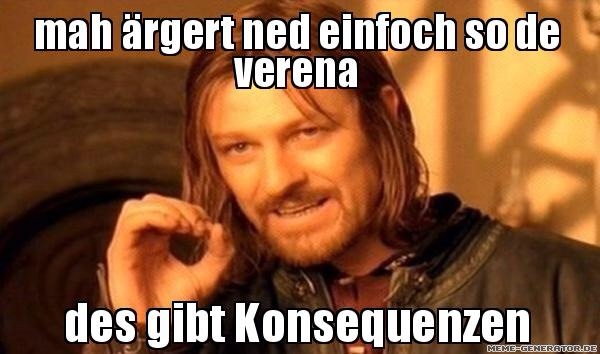 mah ärgert ned einfoch so de
verena
des gibt Konsequenzen
MEME-GENERATOR.DE